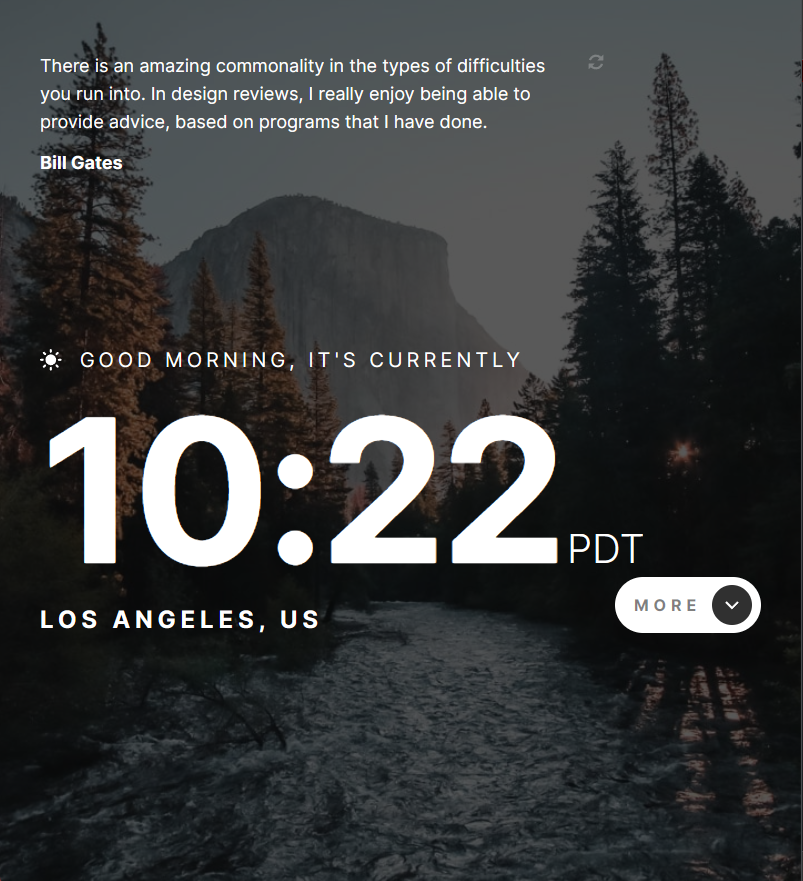 There is an amazing commonality in the types of difficulties
you run into. In design reviews, I really enjoy being able to
provide advice, based on programs that I have done.
Bill Gates
GOOD MORNING, IT'S CURRENTLY
10:22 PDT
MORE
LOS ANGELES, US